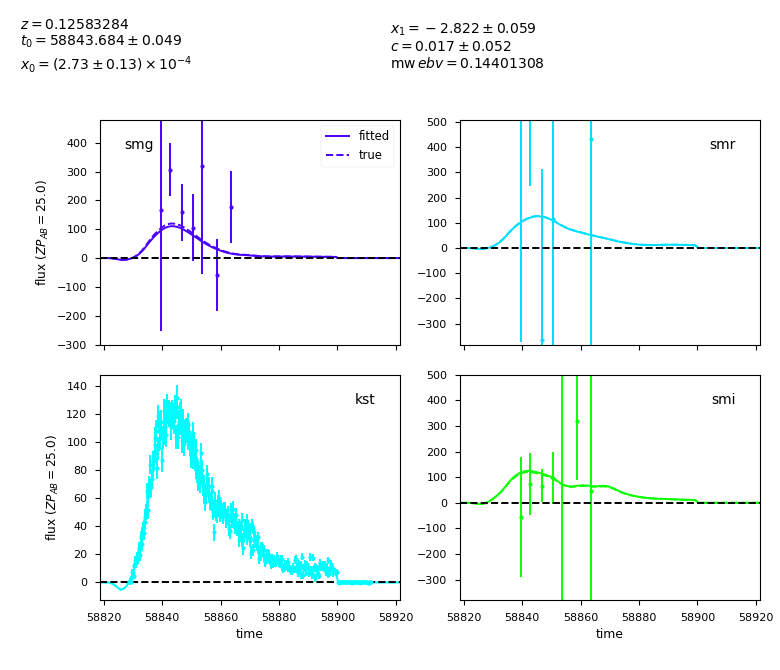 z = 0.12583284
t₀ = 58843.684 ± 0.049
x₀ = (2.73 ± 0.13) × 10⁻⁴
x₁ = −2.822 ± 0.059
c = 0.017 ± 0.052
mw ebv = 0.14401308
smg
fitted
true
400
300
200
100
0
−100
−200
−300
flux (ZP_AB = 25.0)
smr
500
400
300
200
100
0
−100
−200
−300
kst
140
120
100
80
60
40
20
0
flux (ZP_AB = 25.0)
58820 58840 58860 58880 58900 58920
time
smi
500
400
300
200
100
0
−100
−200
−300
58820 58840 58860 58880 58900 58920
time